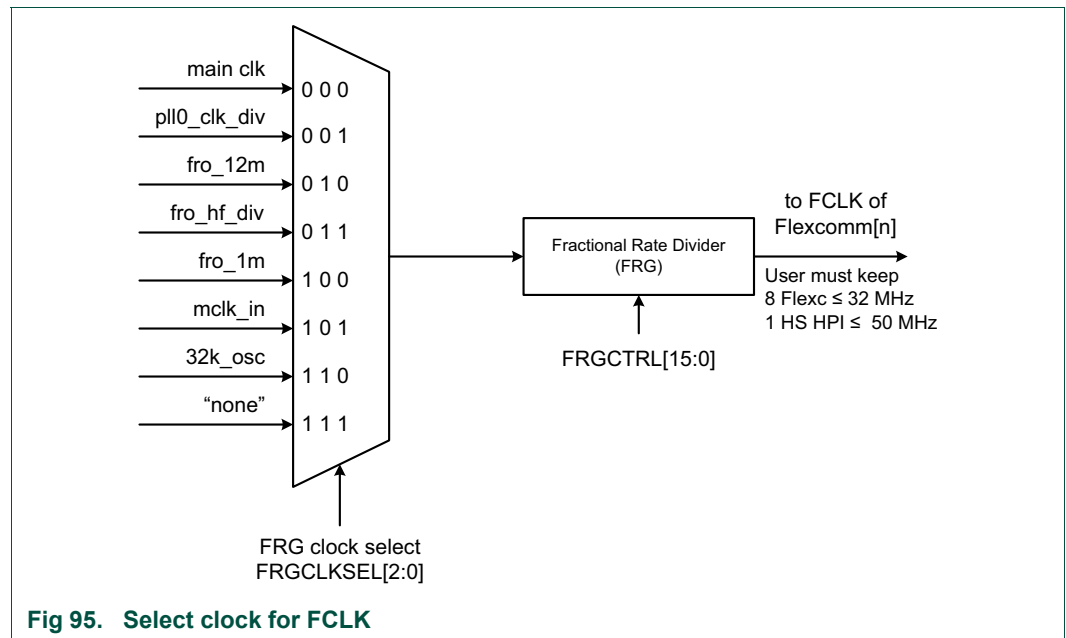 main clk
0 0 0
pll0_clk_div
0 0 1
fro_12m
0 1 0
fro_hf_div
0 1 1
fro_1m
1 0 0
mclk_in
1 0 1
32k_osc
1 1 0
“none”
1 1 1
FRG clock select
FRGCLKSEL[2:0]
Fractional Rate Divider
(FRG)
FRGCTRL[15:0]
to FCLK of
Flexcomm[n]
User must keep
8 Flexc ≤ 32 MHz
1 HS HPI ≤ 50 MHz
Fig 95. Select clock for FCLK